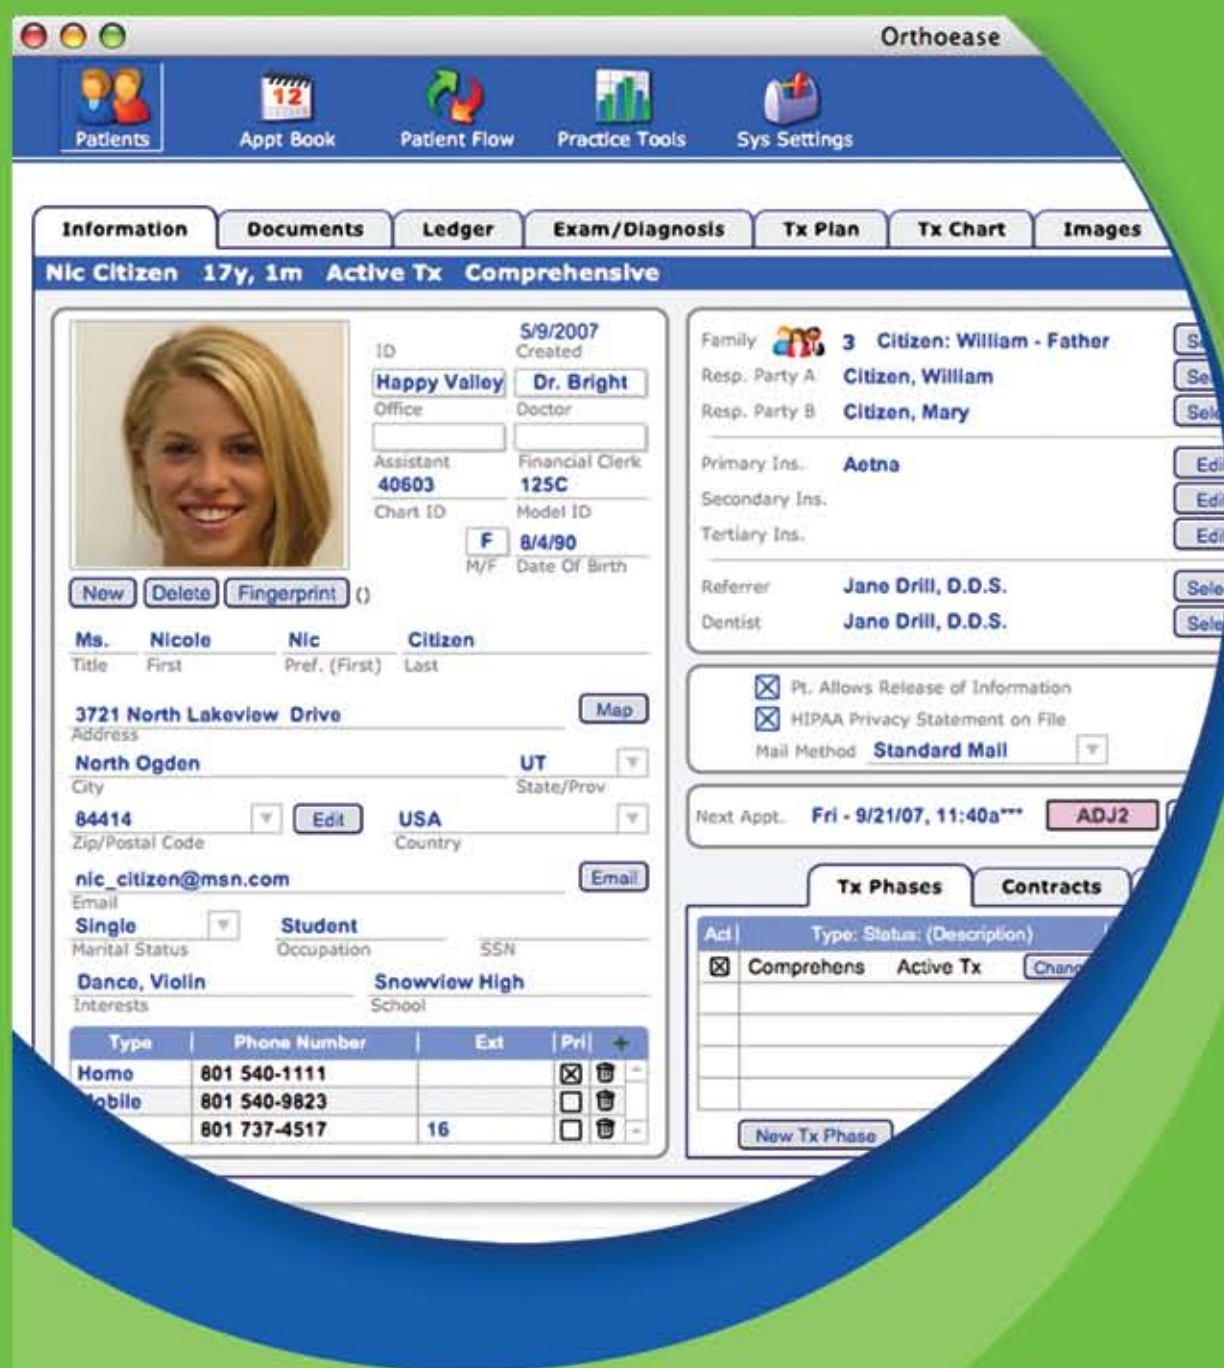 Orthoease
12
Patients Appt Book Patient Flow Practice Tools Sys Settings
Information Documents Ledger Exam/Diagnosis Tx Plan Tx Chart Images
Nic Citizen 17y, 1m Active Tx Comprehensive
5/9/2007
ID Created
Happy Valley Dr. Bright
Office Doctor
Assistant Financial Clerk
40603 125C
Chart ID Model ID
F 8/4/90
M/F Date Of Birth
New Delete Fingerprint ()
Ms. Nicole Nic Citizen
Title First Pref. (First) Last
3721 North Lakeview Drive Map
Address
North Ogden UT
City State/Prov
84414 Edit USA
Zip/Postal Code Country
nic_citizen@msn.com Email
Email
Single Student
Marital Status Occupation SSN
Dance, Violin Snowview High
Interests School
Type Phone Number Ext Pri +
Home 801 540-1111
Mobile 801 540-9823
801 737-4517 16
Family 3 Citizen: William - Father
Resp. Party A Citizen, William
Resp. Party B Citizen, Mary
Primary Ins. Aetna
Secondary Ins.
Tertiary Ins.
Referrer Jane Drill, D.D.S.
Dentist Jane Drill, D.D.S.
Pt. Allows Release of Information
HIPAA Privacy Statement on File
Mail Method Standard Mail
Next Appt. Fri - 9/21/07, 11:40a*** ADJ2
Tx Phases Contracts
Act Type: Status: (Description)
Comprehens Active Tx
New Tx Phase